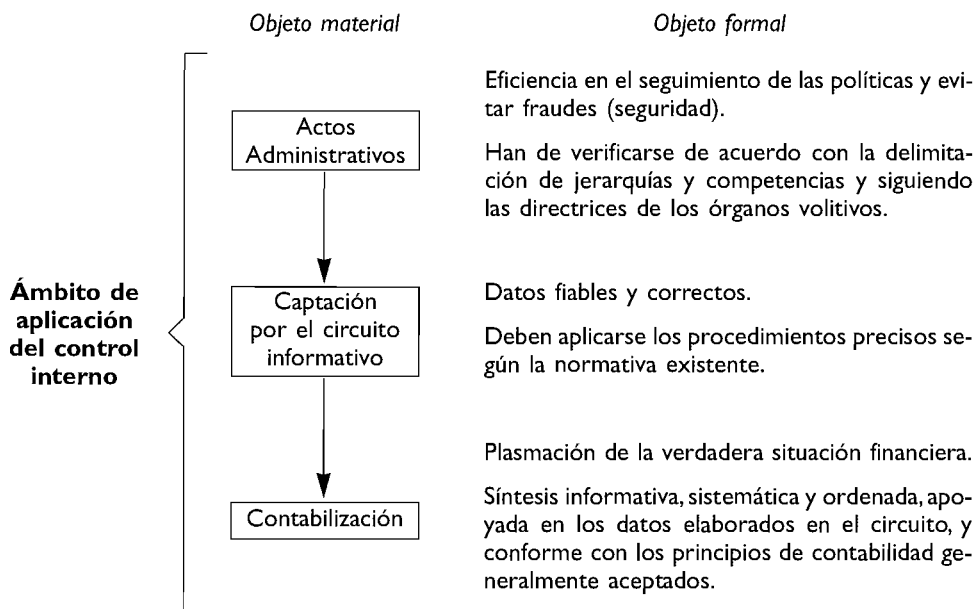 Objeto material
Objeto formal
Ámbito de
aplicación
del control
interno
Actos
Administrativos
Eficiencia en el seguimiento de las políticas y evi-
tar fraudes (seguridad).
Han de verificarse de acuerdo con la delimita-
ción de jerarquías y competencias y siguiendo
las directrices de los órganos volitivos.
Captación
por el circuito
informativo
Datos fiables y correctos.
Deben aplicarse los procedimientos precisos se-
gún la normativa existente.
Contabilización
Plasmación de la verdadera situación financiera.
Síntesis informativa, sistemática y ordenada, apo-
yada en los datos elaborados en el circuito, y
conforme con los principios de contabilidad ge-
neralmente aceptados.